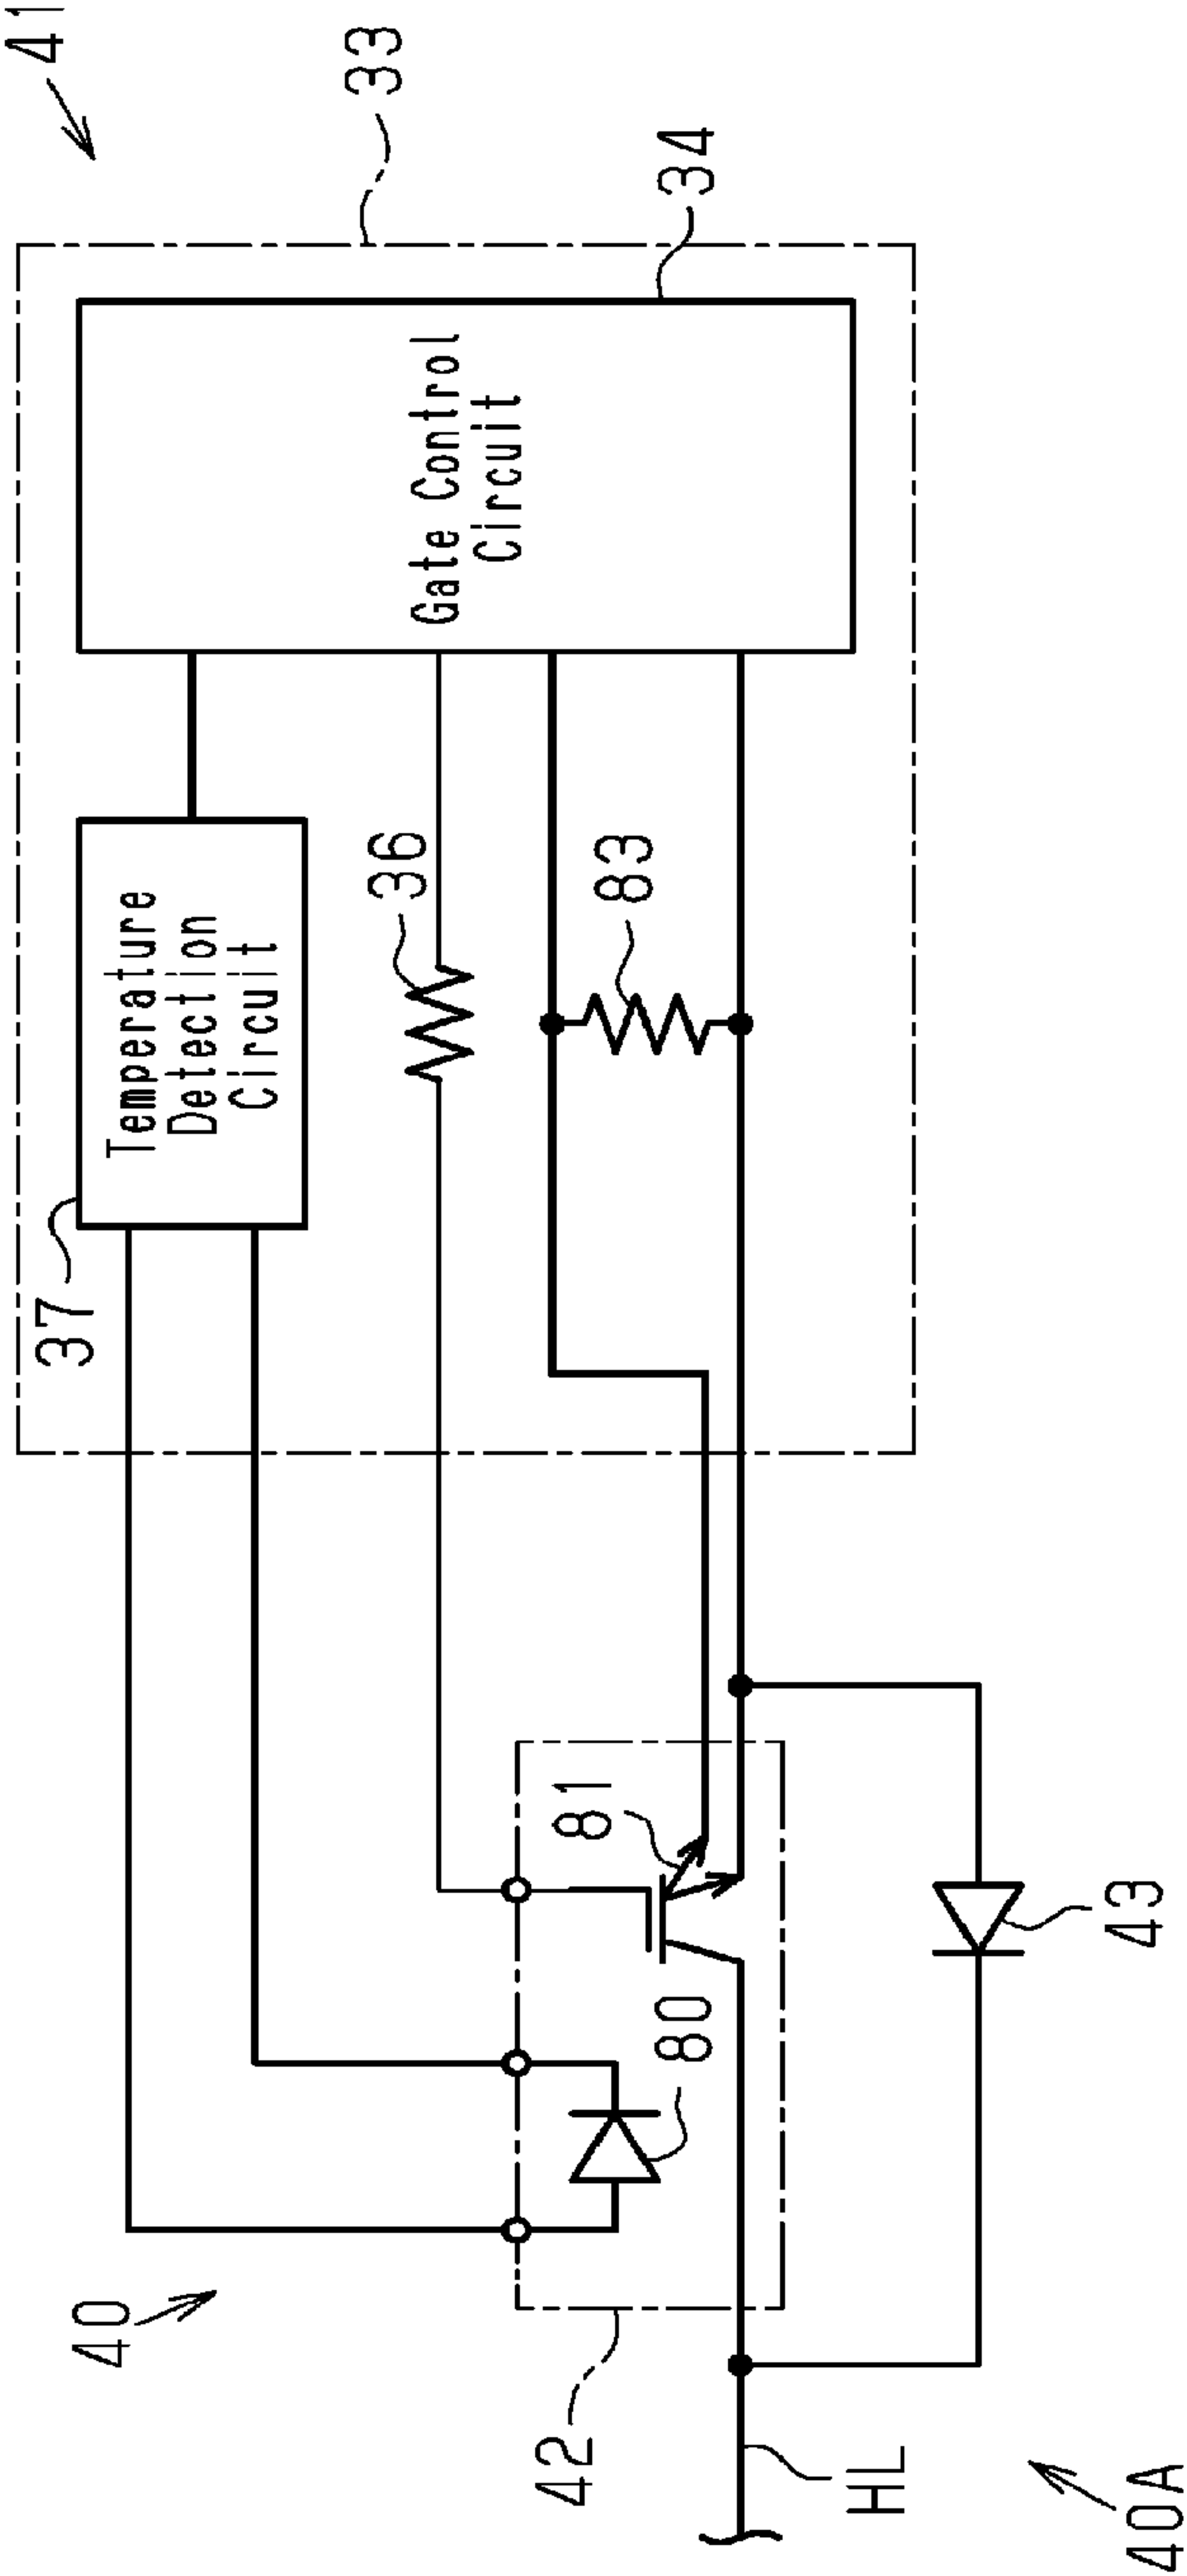 41
33
34
Gate Control
Circuit
37
Temperature
Detection
Circuit
36
83
40
42
81
80
43
HL
40A